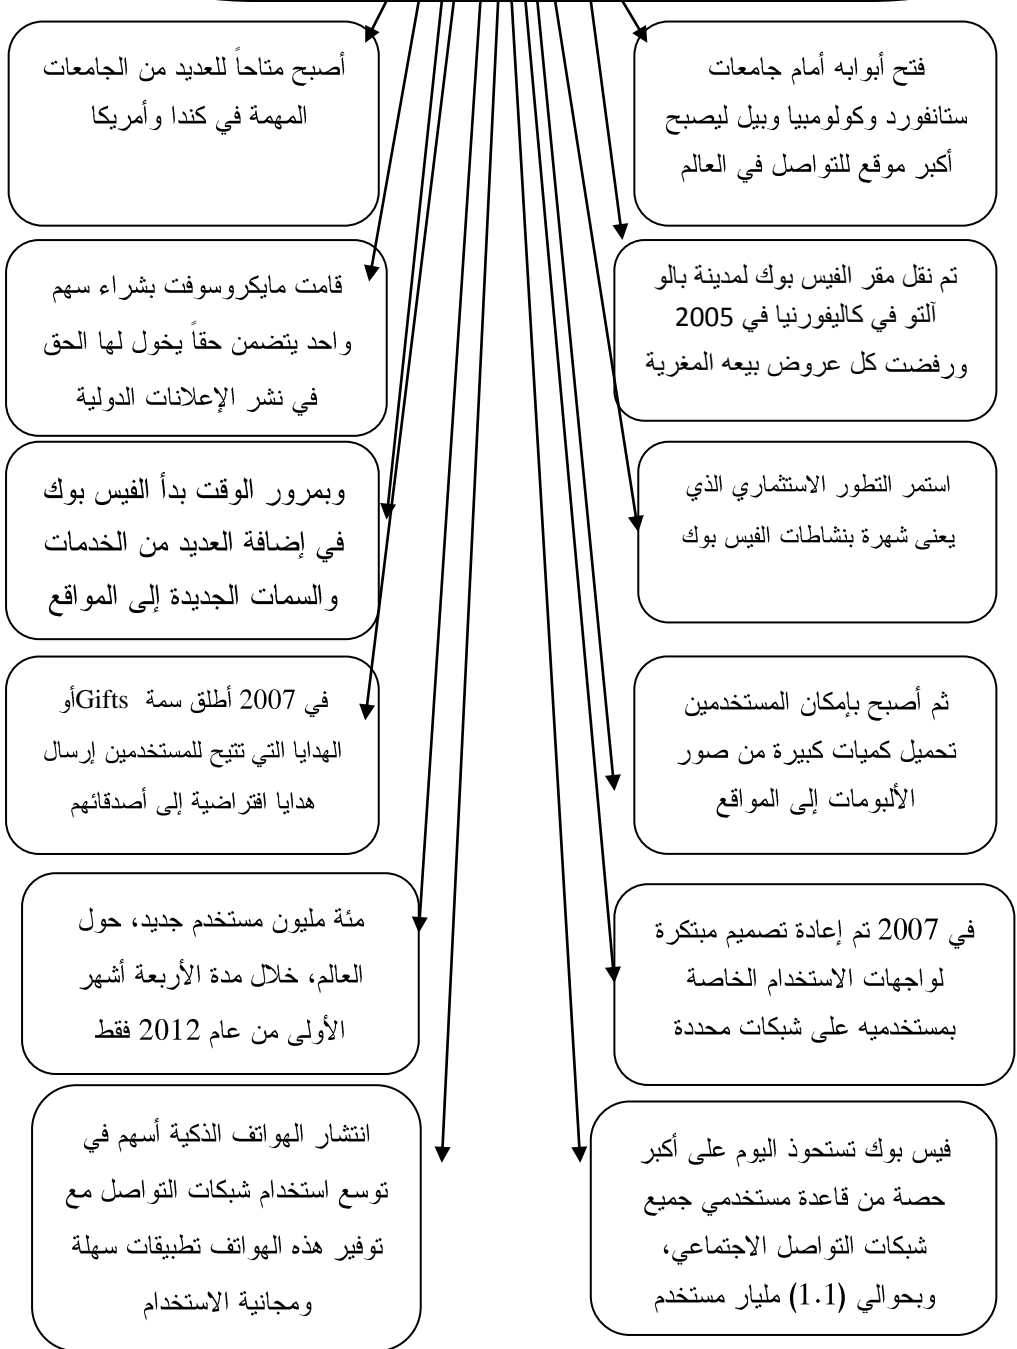 فتح أبوابه أمام جامعات
ستانفورد وكولومبيا وبيل ليصبح
أكبر موقع للتواصل في العالم
أصبح متاحاً للعديد من الجامعات
المهمة في كندا وأمريكا
تم نقل مقر الفيس بوك لمدينة بالو
آلتو في كاليفورنيا في 2005
ورفضت كل عروض بيعه المغرية
قامت مايكروسوفت بشراء سهم
واحد يتضمن حقاً يخول لها الحق
في نشر الإعلانات الدولية
استمر التطور الاستثماري الذي
يعنى شهرة بنشاطات الفيس بوك
وبمرور الوقت بدأ الفيس بوك
في إضافة العديد من الخدمات
والسمات الجديدة إلى المواقع
ثم أصبح بإمكان المستخدمين
تحميل كميات كبيرة من صور
الألبومات إلى المواقع
في 2007 أطلق سمة Giftsأو
الهدايا التي تتيح للمستخدمين إرسال
هدايا افتراضية إلى أصدقائهم
في 2007 تم إعادة تصميم مبتكرة
لواجهات الاستخدام الخاصة
بمستخدميه على شبكات محددة
مئة مليون مستخدم جديد، حول
العالم، خلال مدة الأربعة أشهر
الأولى من عام 2012 فقط
فيس بوك تستحوذ اليوم على أكبر
حصة من قاعدة مستخدمي جميع
شبكات التواصل الاجتماعي،
وبحوالي (1.1) مليار مستخدم
انتشار الهواتف الذكية أسهم في
توسع استخدام شبكات التواصل مع
توفير هذه الهواتف تطبيقات سهلة
ومجانية الاستخدام